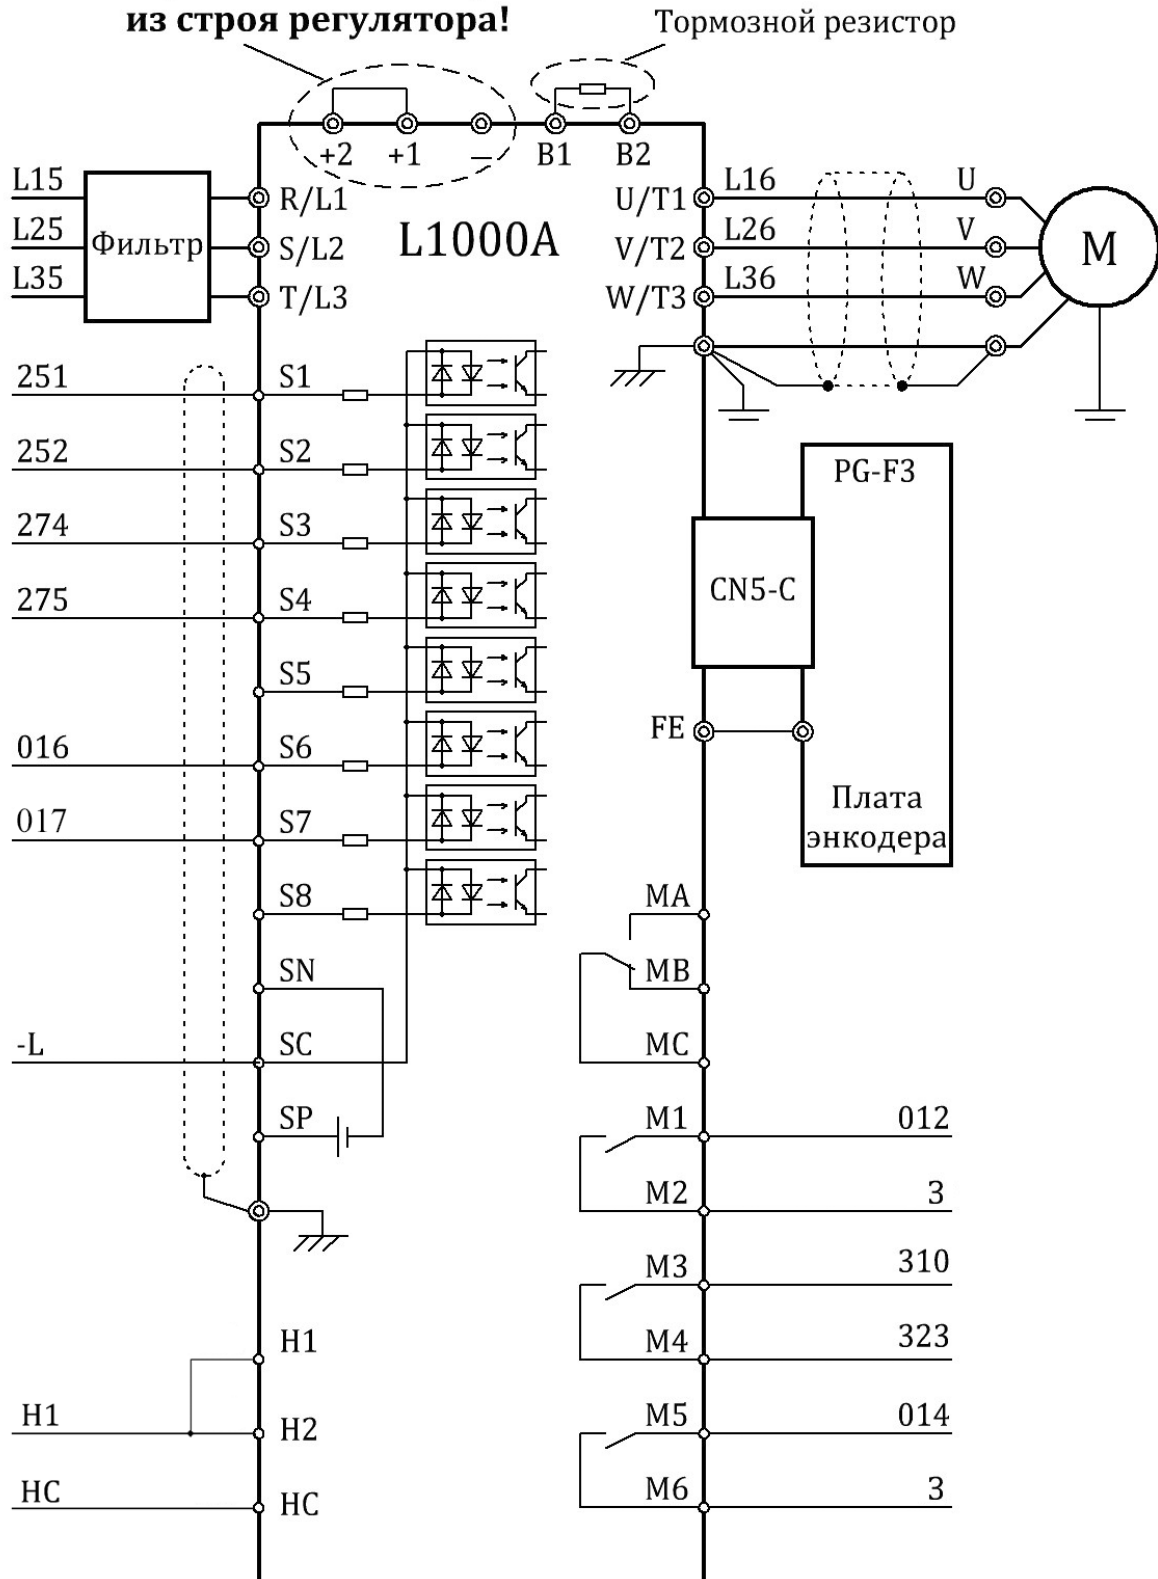 из строя регулятора!
Тормозной резистор
+2 +1 — B1 B2
L15
L25
L35
Фильтр
R/L1
S/L2
T/L3
L1000A
U/T1
V/T2
W/T3
L16
L26
L36
U
V
W
M
251 S1
252 S2
274 S3
275 S4
S5
016 S6
017 S7
S8
SN
-L SC
SP
H1
H1 H2
HC HC
PG-F3
CN5-C
FE
Плата
энкодера
MA
MB
MC
M1 012
M2 3
M3 310
M4 323
M5 014
M6 3